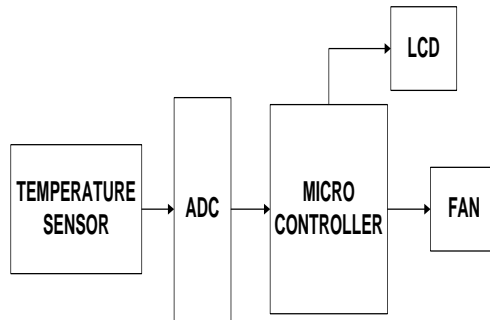 LCD
TEMPERATURE
SENSOR
ADC
MICRO
CONTROLLER
FAN